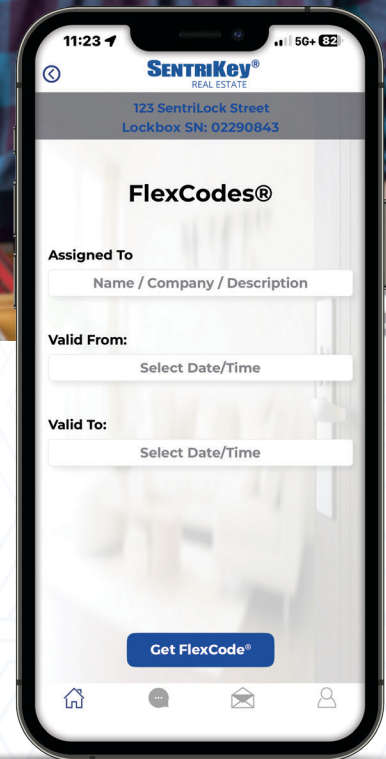 11:23
5G+ 82
SENTRIKEY®
REAL ESTATE
123 SentriLock Street
Lockbox SN: 02290843
FlexCodes®
Assigned To
Name / Company / Description
Valid From:
Select Date/Time
Valid To:
Select Date/Time
Get FlexCode®